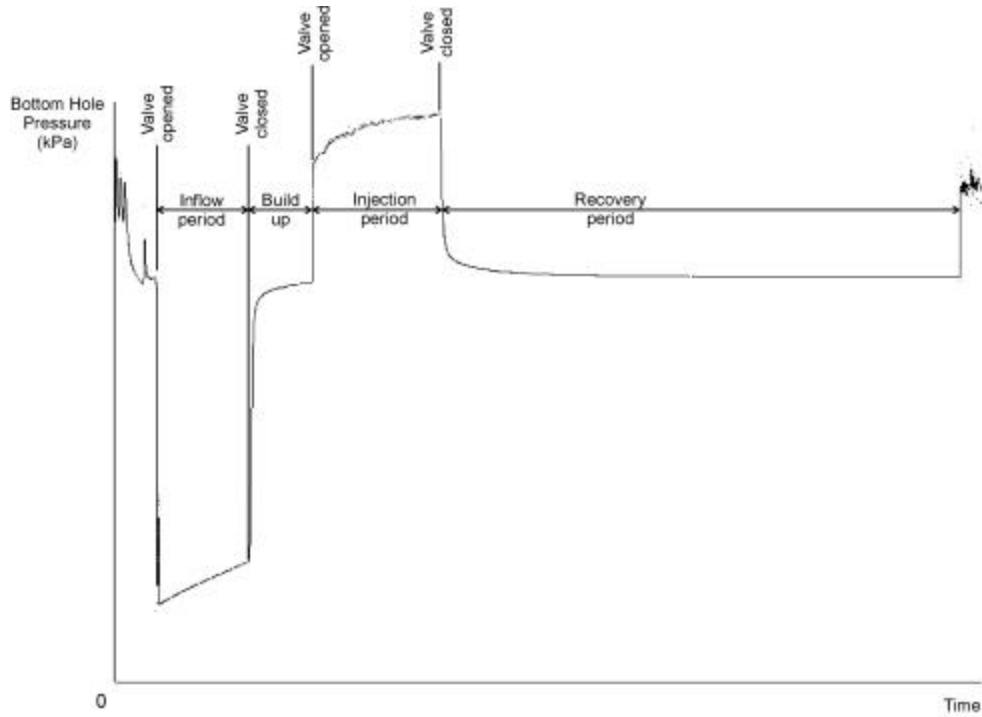 Bottom Hole
Pressure
(kPa)
Valve
opened
Valve
closed
Valve
opened
Valve
closed
Inflow
period
Build
up
Injection
period
Recovery
period
0
Time